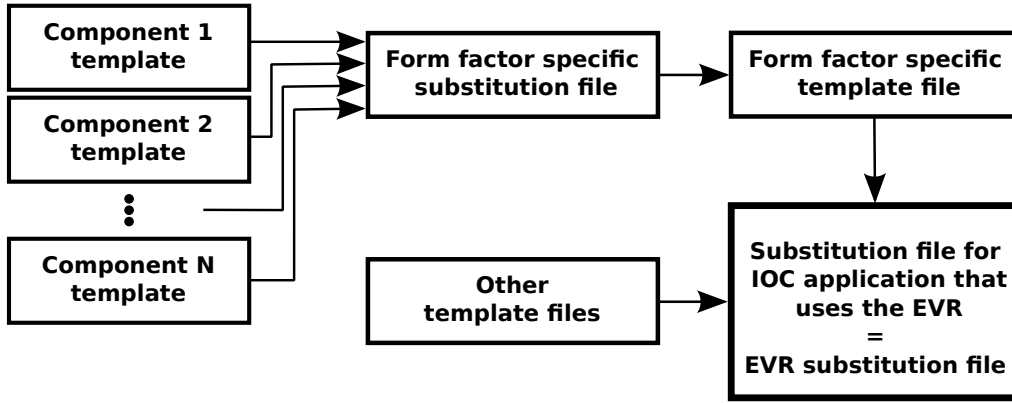 Component 1
template
Component 2
template
Component N
template
Form factor specific
substitution file
Form factor specific
template file
Other
template files
Substitution file for
IOC application that
uses the EVR
=
EVR substitution file